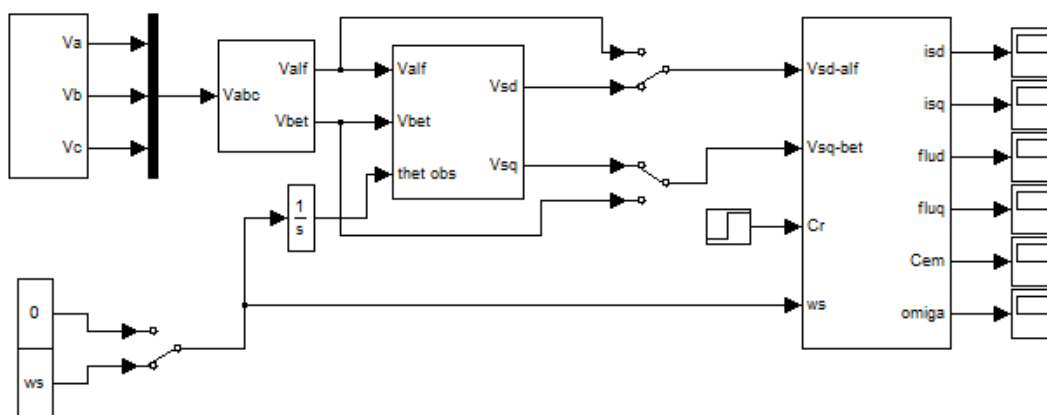 Va
Vb
Vc
Vabc
Valf
Vbet
Valf
Vbet
thet obs
Vsd
Vsq
1
s
0
ws
Vsd-alf
Vsq-bet
Cr
ws
isd
isq
flud
fluq
Cem
omiga